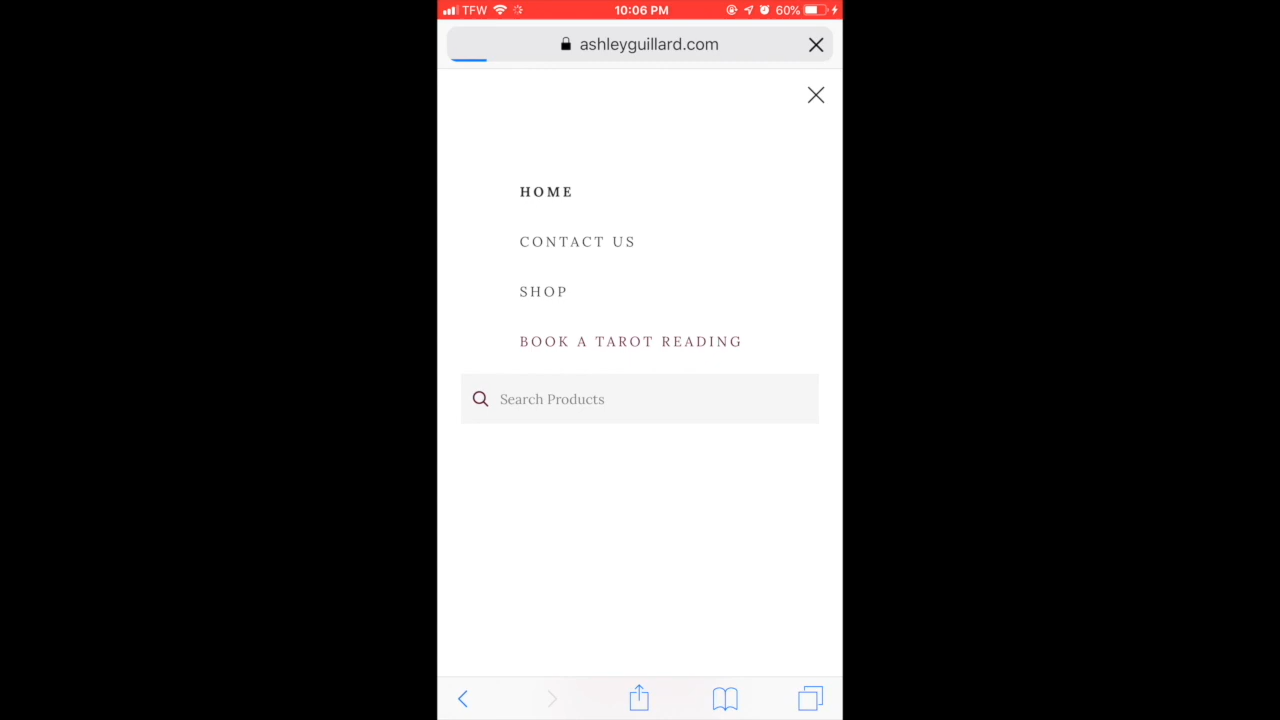 TFW 10:06 PM 60%
ashleyguillard.com
HOME
CONTACT US
SHOP
BOOK A TAROT READING
Search Products